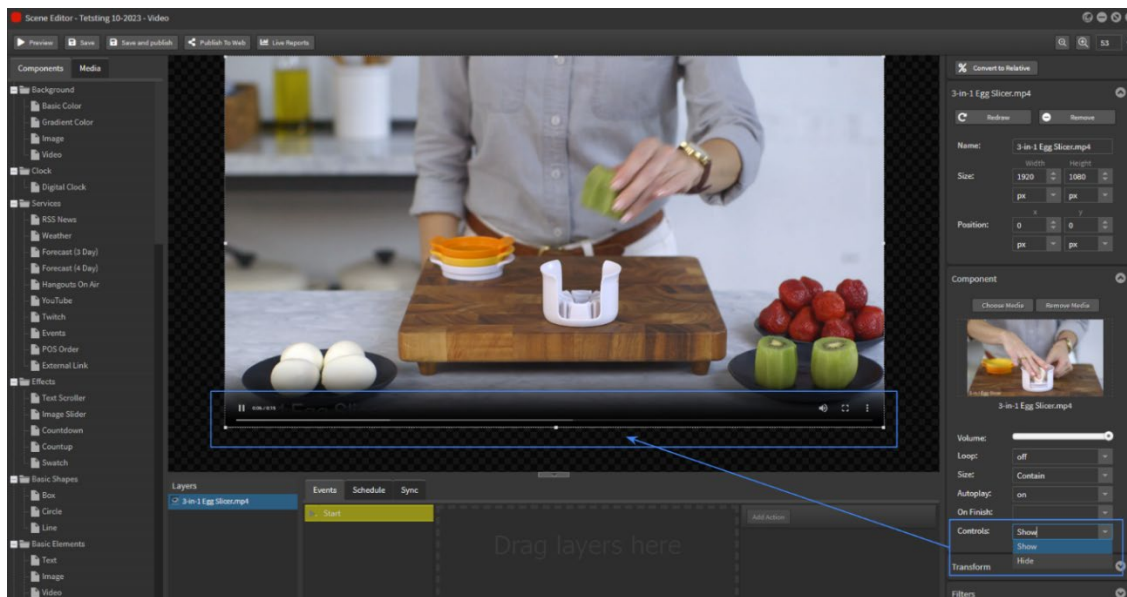 Scene Editor - Tetsting 10-2023 - Video
Preview Save Save and publish Publish To Web Live Reports
53
Components Media
Background
Basic Color
Gradient Color
Image
Video
Clock
Digital Clock
Services
RSS News
Weather
Forecast (3 Day)
Forecast (4 Day)
Hangouts On Air
YouTube
Twitch
Events
POS Order
External Link
Effects
Text Scroller
Image Slider
Countdown
Countup
Swatch
Basic Shapes
Box
Circle
Line
Basic Elements
Text
Image
Video
Layers
3-in-1 Egg Slicer.mp4
Events Schedule Sync
Start
Drag layers here
Add Action
Convert to Relative
3-in-1 Egg Slicer.mp4
Redraw Remove
Name: 3-in-1 Egg Slicer.mp4
Width Height
Size: 1920 1080
px px
x y
Position: 0 0
px px
Component
Choose Media Remove Media
3-in-1 Egg Slicer.mp4
Volume:
Loop: off
Size: Contain
Autoplay: on
On Finish:
Controls: Show
Show
Hide
Transform
Filters